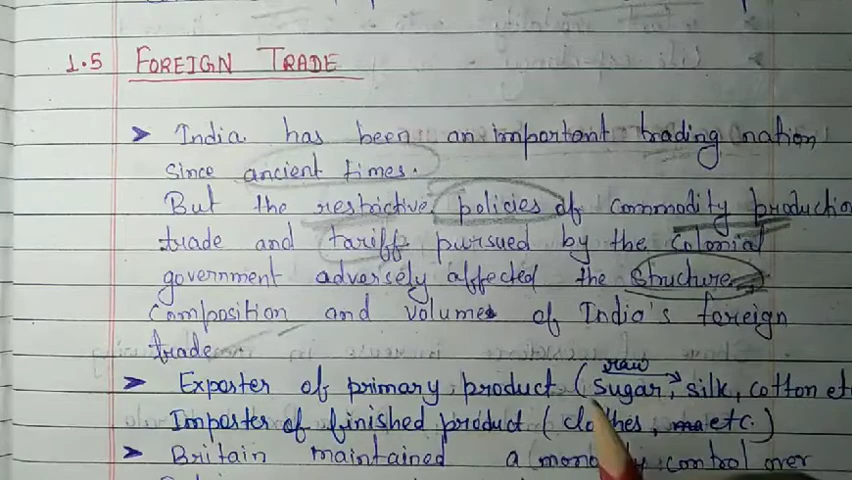 1.5 FOREIGN TRADE
➤ India has been an important trading nation
since ancient times.
But the restrictive policies of commodity productio
trade and tariff pursued by the colonial
government adversely affected the structure
composition and volumes of India's foreign
trade.
raw
➤ Exporter of primary product (sugar, silk, cotton etc
Importer of finished product (clothes, etc.)
➤ Britain maintained a control over